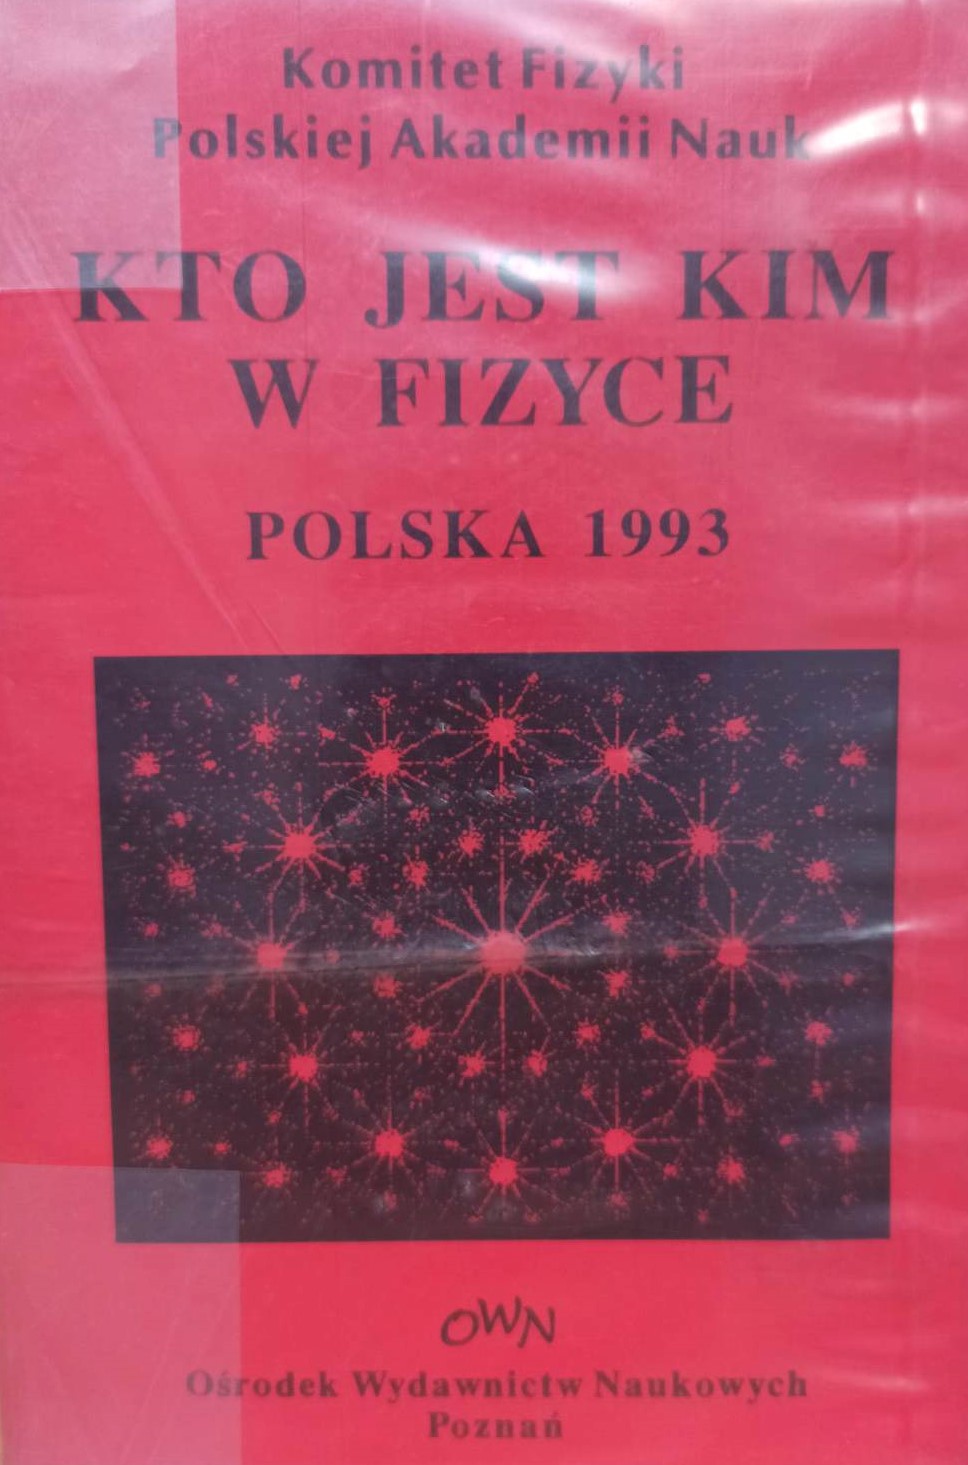 Komitet Fizyki
Polskiej Akademii Nauk
KTO JEST KIM
W FIZYCE
POLSKA 1993
OWN
Ośrodek Wydawnictw Naukowych
Poznań